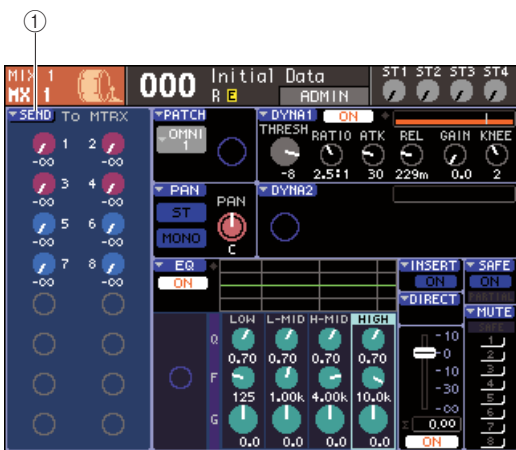 1
MIX 1
MX 1
000 Initial Data
R E ADMIN
ST1 ST2 ST3 ST4
SEND To MTRX
1 2
-∞ -∞
3 4
-∞ -∞
5 6
-∞ -∞
7 8
-∞ -∞
PATCH
OMNI
1
DYNA1 ON
THRESH RATIO ATK REL GAIN KNEE
-8 2.5:1 30 229m 0.0 2
PAN
ST
MONO
PAN
C
DYNA2
EQ
ON
LOW L-MID H-MID HIGH
Q
0.70 0.70 0.70 0.70
F
125 1.00k 4.00k 10.0k
G
0.0 0.0 0.0 0.0
INSERT
ON
DIRECT
-10
-0
-10
-30
-∞
0.00
ON
SAFE
ON
PARTIAL
MUTE
SAFE
1
2
3
4
5
6
7
8